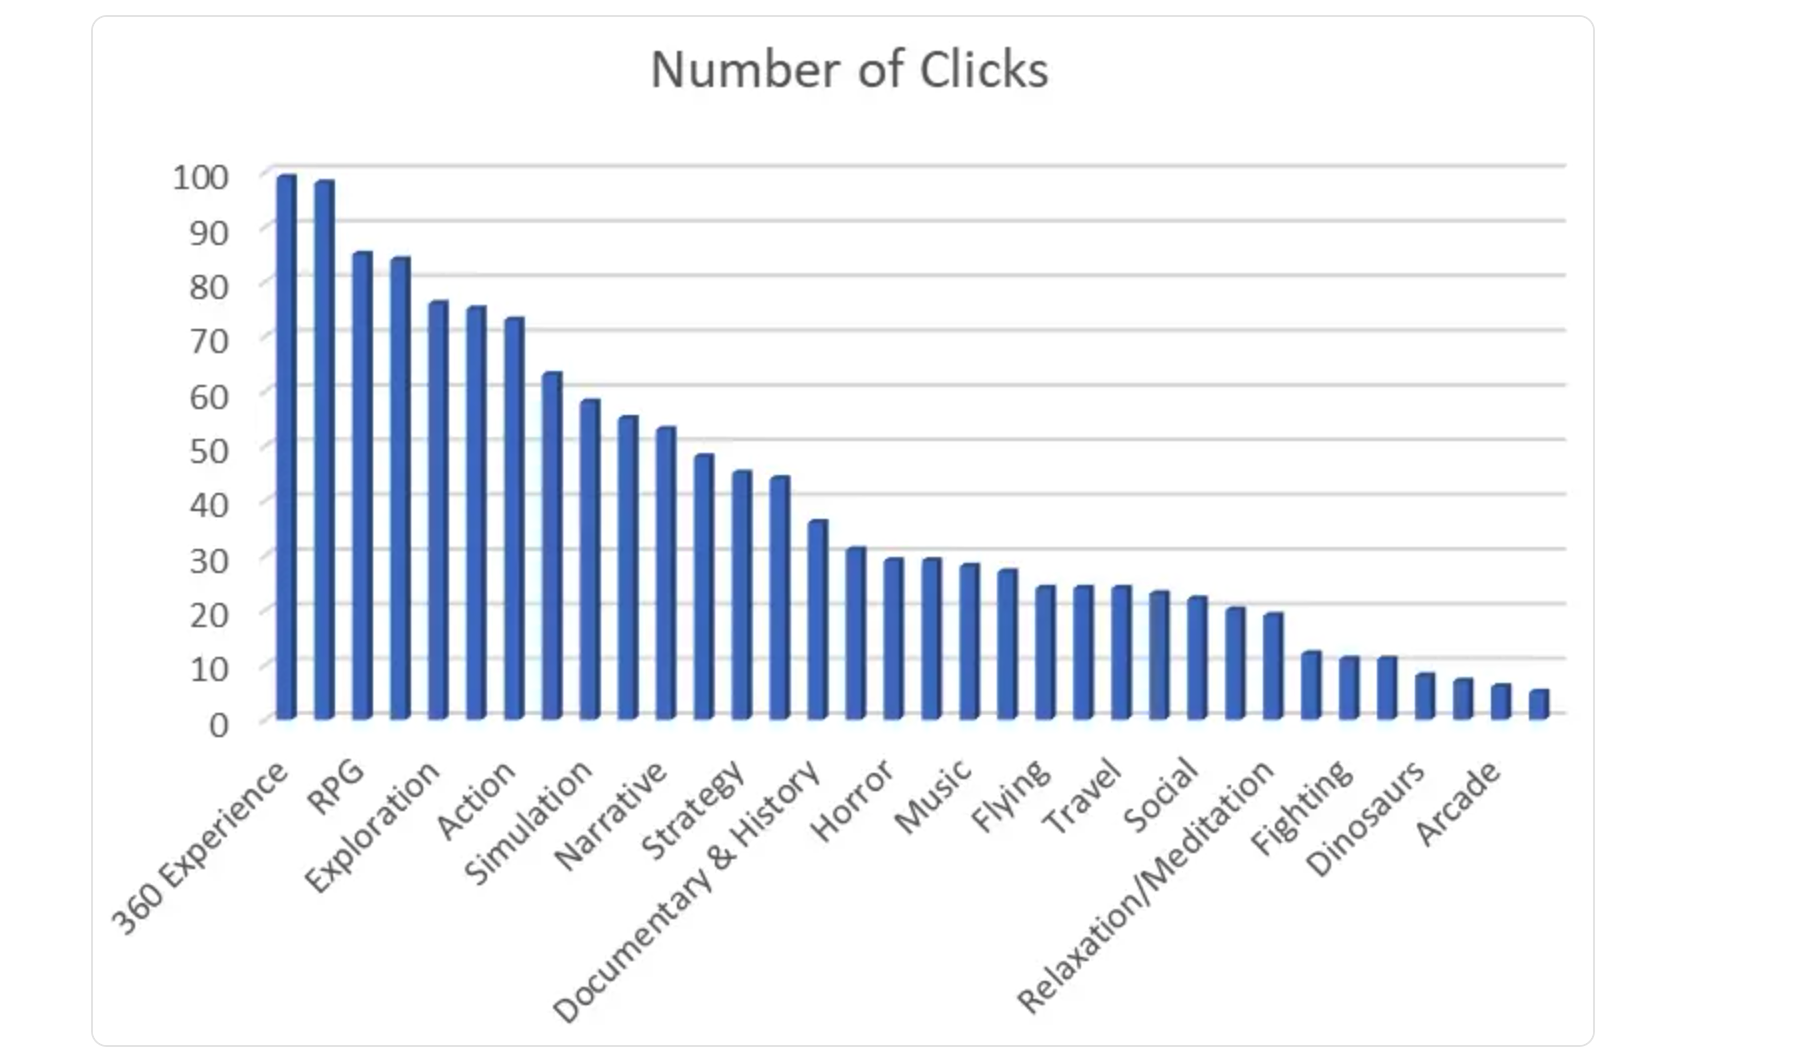 Number of Clicks
100
90
80
70
60
50
40
30
20
10
0
360 Experience
RPG
Exploration
Action
Simulation
Narrative
Strategy
Documentary & History
Horror
Music
Flying
Travel
Social
Relaxation/Meditation
Fighting
Dinosaurs
Arcade